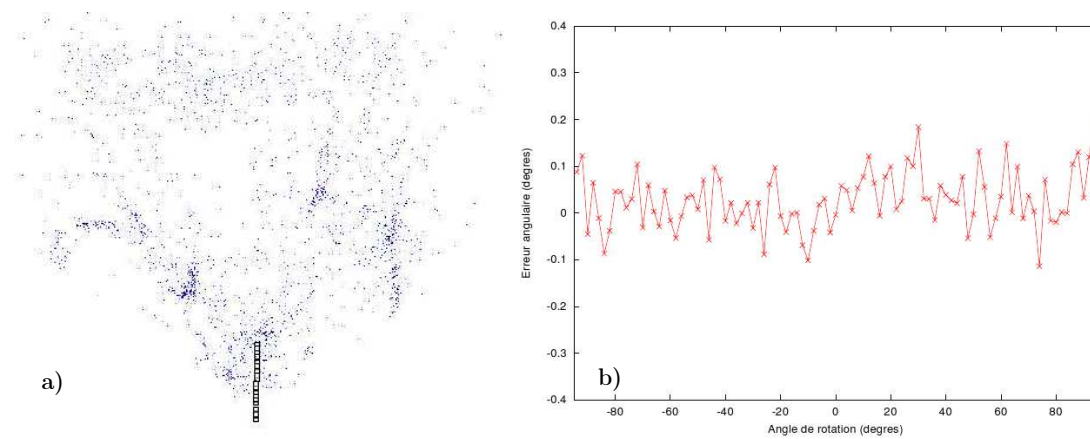 a)
0.4
0.3
0.2
0.1
0
-0.1
-0.2
-0.3
-0.4
Erreur angulaire (degres)
b)
-80 -60 -40 -20 0 20 40 60 80
Angle de rotation (degres)